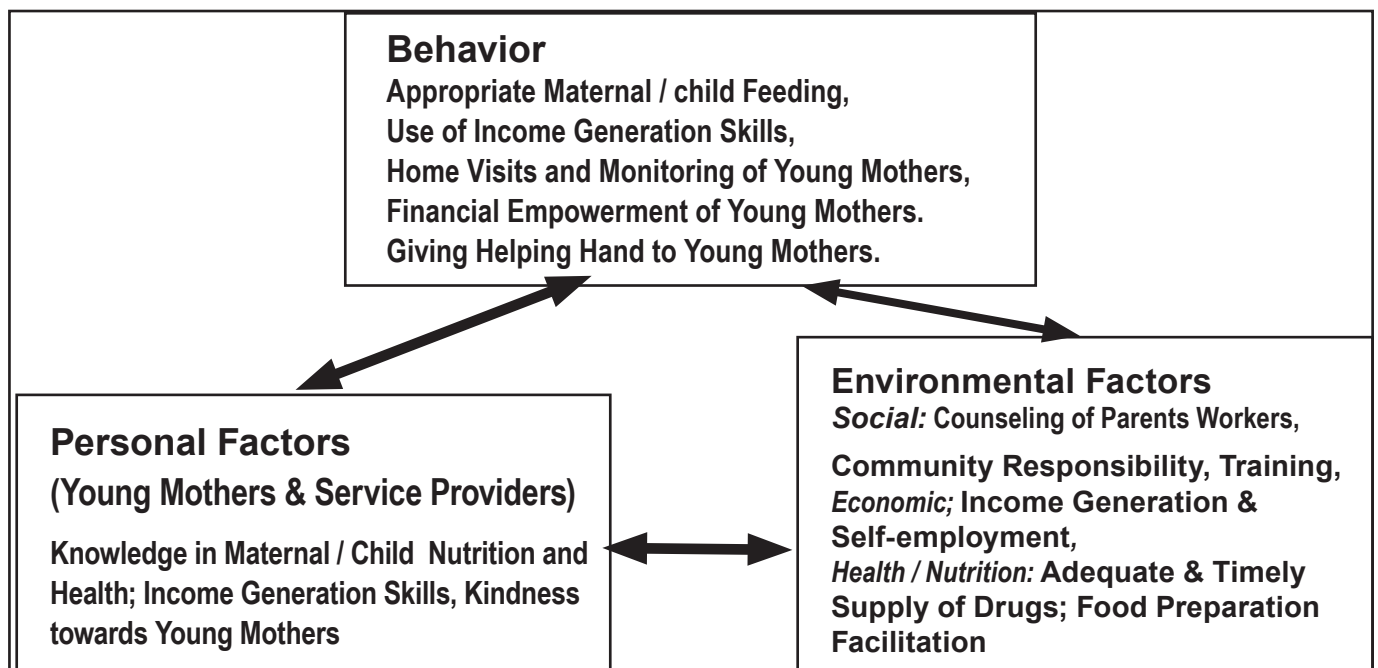 Behavior
Appropriate Maternal / child Feeding,
Use of Income Generation Skills,
Home Visits and Monitoring of Young Mothers,
Financial Empowerment of Young Mothers.
Giving Helping Hand to Young Mothers.
Personal Factors
(Young Mothers & Service Providers)
Knowledge in Maternal / Child Nutrition and
Health; Income Generation Skills, Kindness
towards Young Mothers
Environmental Factors
Social: Counseling of Parents Workers,
Community Responsibility, Training,
Economic; Income Generation &
Self-employment,
Health / Nutrition: Adequate & Timely
Supply of Drugs; Food Preparation
Facilitation